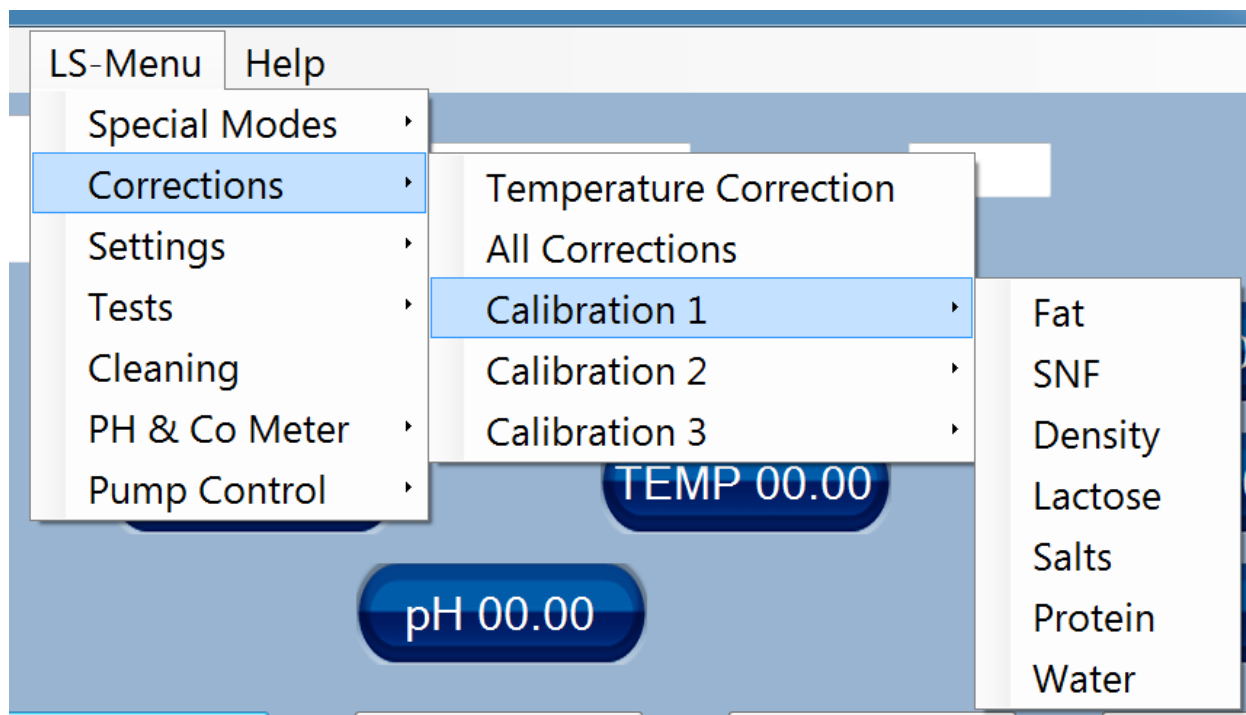 LS-Menu Help
Special Modes
Corrections
Settings
Tests
Cleaning
PH & Co Meter
Pump Control
Temperature Correction
All Corrections
Calibration 1
Calibration 2
Calibration 3
Fat
SNF
Density
Lactose
Salts
Protein
Water
TEMP 00.00
pH 00.00